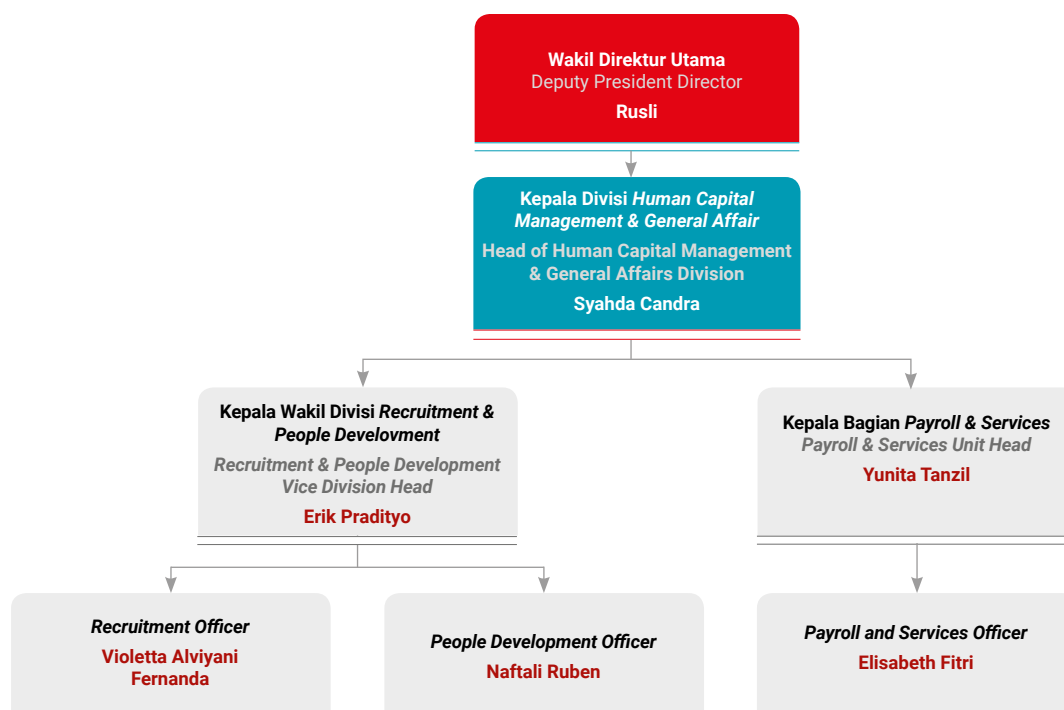 Wakil Direktur Utama
Deputy President Director
Rusli
Kepala Divisi Human Capital
Management & General Affair
Head of Human Capital Management
& General Affairs Division
Syahda Candra
Kepala Wakil Divisi Recruitment &
People Develovment
Recruitment & People Development
Vice Division Head
Erik Pradityo
Kepala Bagian Payroll & Services
Payroll & Services Unit Head
Yunita Tanzil
Recruitment Officer
Violetta Alviyani
Fernanda
People Development Officer
Naftali Ruben
Payroll and Services Officer
Elisabeth Fitri